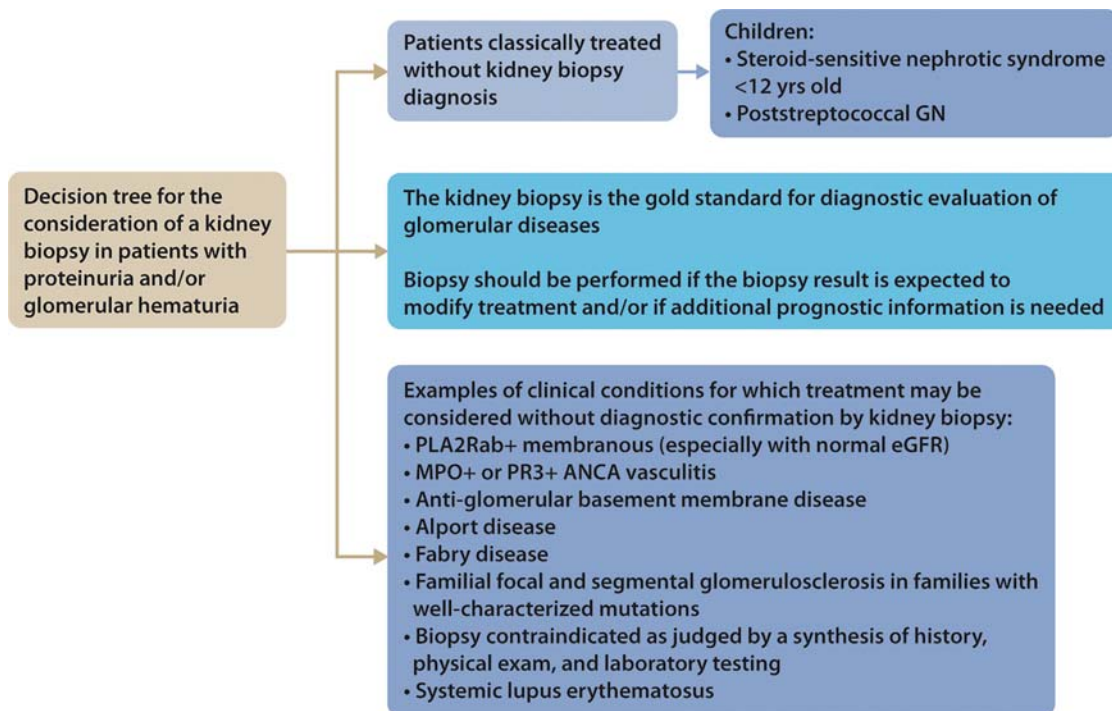 Decision tree for the
consideration of a kidney
biopsy in patients with
proteinuria and/or
glomerular hematuria
Patients classically treated
without kidney biopsy
diagnosis
Children:
• Steroid-sensitive nephrotic syndrome
<12 yrs old
• Poststreptococcal GN
The kidney biopsy is the gold standard for diagnostic evaluation of
glomerular diseases
Biopsy should be performed if the biopsy result is expected to
modify treatment and/or if additional prognostic information is needed
Examples of clinical conditions for which treatment may be
considered without diagnostic confirmation by kidney biopsy:
• PLA2Rab+ membranous (especially with normal eGFR)
• MPO+ or PR3+ ANCA vasculitis
• Anti-glomerular basement membrane disease
• Alport disease
• Fabry disease
• Familial focal and segmental glomerulosclerosis in families with
well-characterized mutations
• Biopsy contraindicated as judged by a synthesis of history,
physical exam, and laboratory testing
• Systemic lupus erythematosus